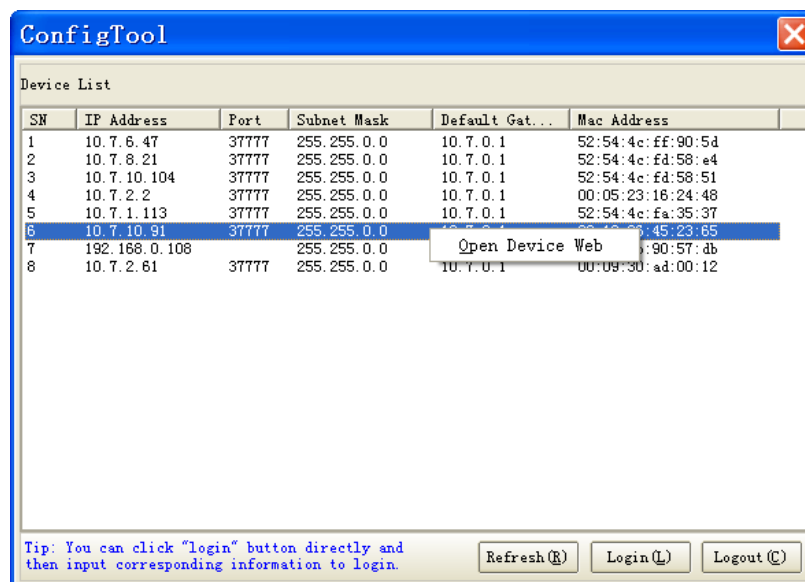 ConfigTool
Device List
SN IP Address Port Subnet Mask Default Gat... Mac Address
1 10.7.6.47 37777 255.255.0.0 10.7.0.1 52:54:4c:ff:90:5d
2 10.7.8.21 37777 255.255.0.0 10.7.0.1 52:54:4c:fd:58:e4
3 10.7.10.104 37777 255.255.0.0 10.7.0.1 52:54:4c:fd:58:51
4 10.7.2.2 37777 255.255.0.0 10.7.0.1 00:05:23:16:24:48
5 10.7.1.113 37777 255.255.0.0 10.7.0.1 52:54:4c:fa:35:37
6 10.7.10.91 37777 255.255.0.0 :45:23:65
7 192.168.0.108 255.255.0.0 Open Device Web :90:57:db
8 10.7.2.61 37777 255.255.0.0 10.7.0.1 00:09:30:ad:00:12
Tip: You can click "login" button directly and
then input corresponding information to login.
Refresh(R) Login(L) Logout(C)